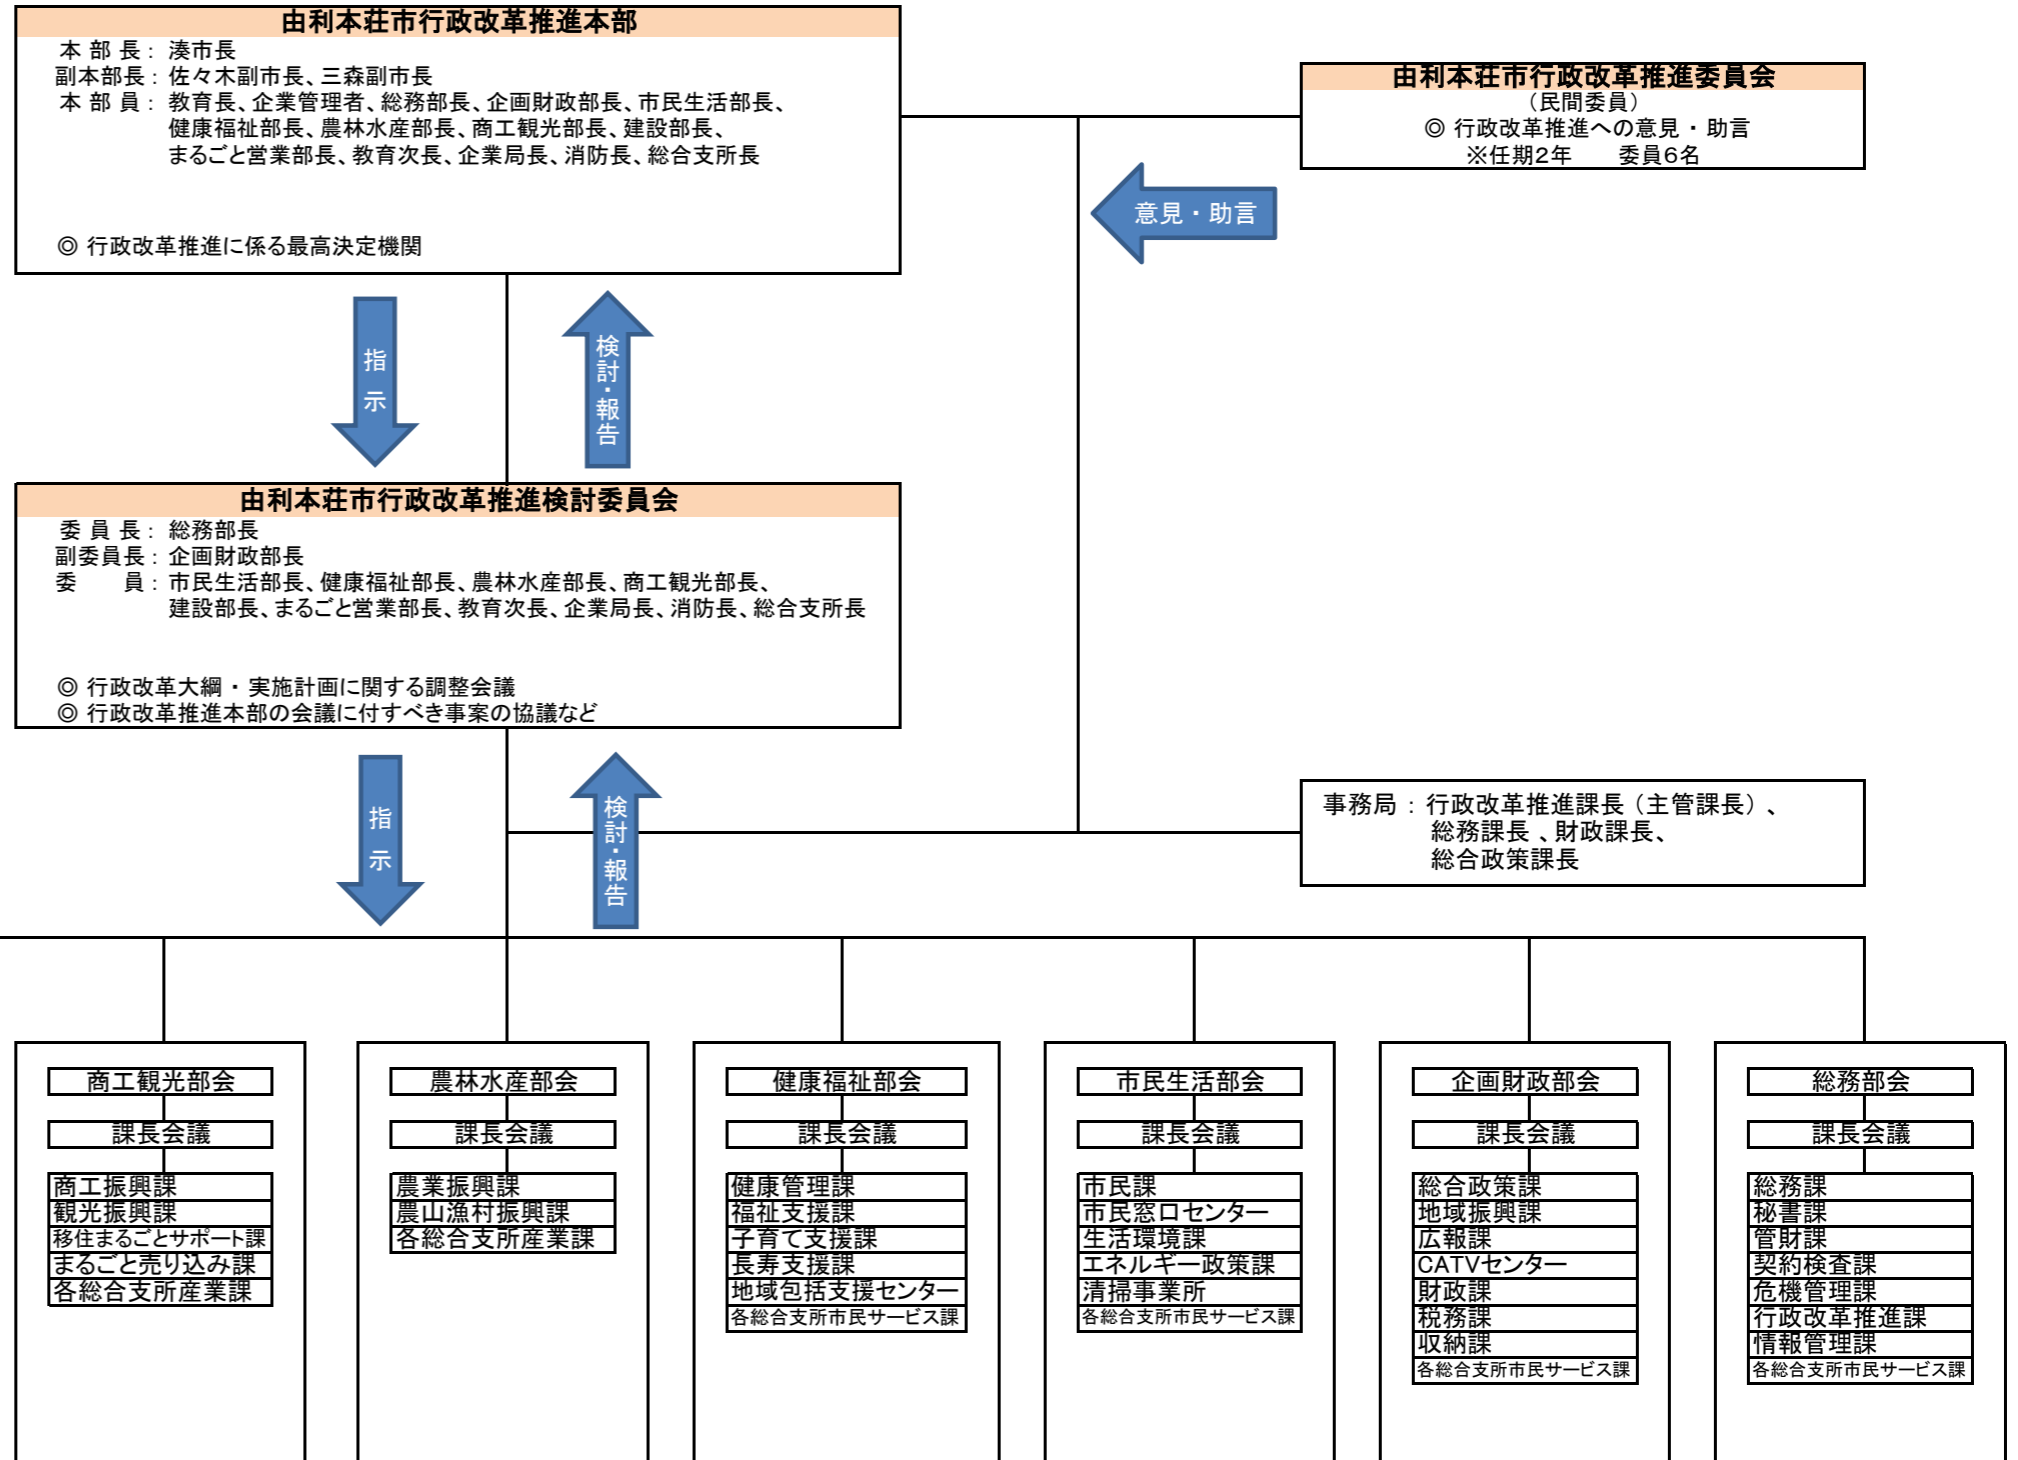 由利本荘市行政改革推進本部
本 部 長 : 湊市長
副本部長 : 佐々木副市長、三森副市長
本 部 員 : 教育長、企業管理者、総務部長、企画財政部長、市民生活部長、
健康福祉部長、農林水産部長、商工観光部長、建設部長、
まるごと営業部長、教育次長、企業局長、消防長、総合支所長
◎ 行政改革推進に係る最高決定機関
由利本荘市行政改革推進委員会
（民間委員）
◎ 行政改革推進への意見・助言
※任期2年　　委員6名
意見・助言
指示
検討・報告
由利本荘市行政改革推進検討委員会
委 員 長 : 総務部長
副委員長 : 企画財政部長
委　　員 : 市民生活部長、健康福祉部長、農林水産部長、商工観光部長、
建設部長、まるごと営業部長、教育次長、企業局長、消防長、総合支所長
◎ 行政改革大綱・実施計画に関する調整会議
◎ 行政改革推進本部の会議に付すべき事案の協議など
指示
検討・報告
事務局 : 行政改革推進課長（主管課長）、
総務課長 、財政課長、
総合政策課長
商工観光部会
課長会議
商工振興課
観光振興課
移住まるごとサポート課
まるごと売り込み課
各総合支所産業課
農林水産部会
課長会議
農業振興課
農山漁村振興課
各総合支所産業課
健康福祉部会
課長会議
健康管理課
福祉支援課
子育て支援課
長寿支援課
地域包括支援センター
各総合支所市民サービス課
市民生活部会
課長会議
市民課
市民窓口センター
生活環境課
エネルギー政策課
清掃事業所
各総合支所市民サービス課
企画財政部会
課長会議
総合政策課
地域振興課
広報課
CATVセンター
財政課
税務課
収納課
各総合支所市民サービス課
総務部会
課長会議
総務課
秘書課
管財課
契約検査課
危機管理課
行政改革推進課
情報管理課
各総合支所市民サービス課